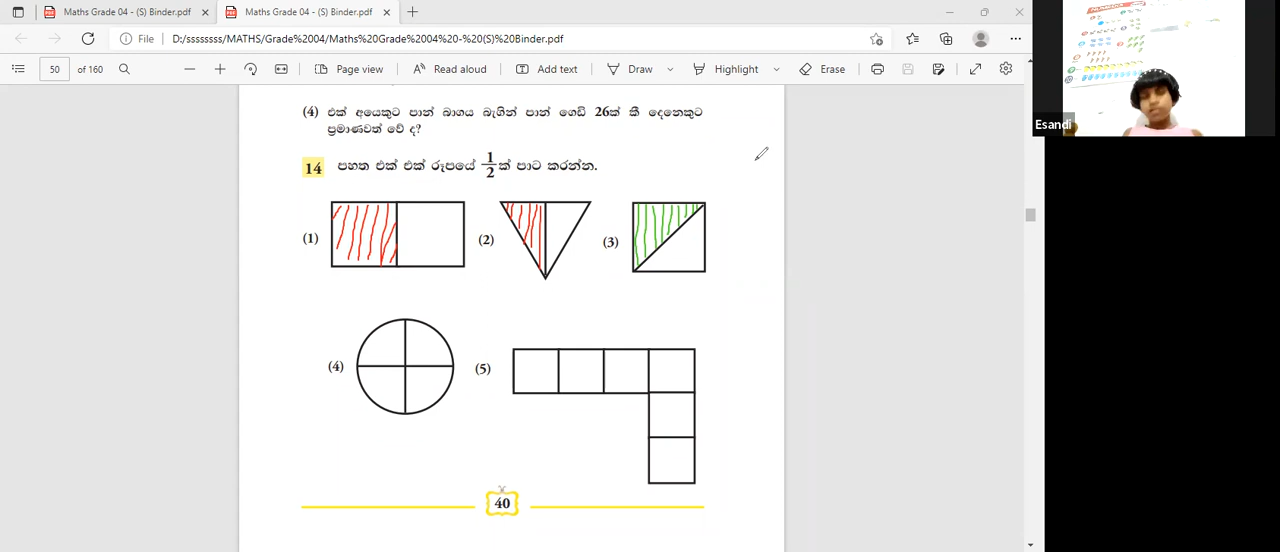 Maths Grade 04 - (S) Binder.pdf
Maths Grade 04 - (S) Binder.pdf
File
D:/ssssssss/MATHS/Grade%2004/Maths%20Grade%2004%20-%20(S)%20Binder.pdf
50 of 160
Page view
Read aloud
Add text
Draw
Highlight
Erase
Esandi
(4) එක් අයෙකුට පාන් බාගය බැගින් පාන් ගෙඩි 26ක් කී දෙනෙකුට
ප්‍රමාණවත් වේ ද?
14 පහත එක් එක් රූපයේ 1/2 ක් පාට කරන්න.
(1)
(2)
(3)
(4)
(5)
40